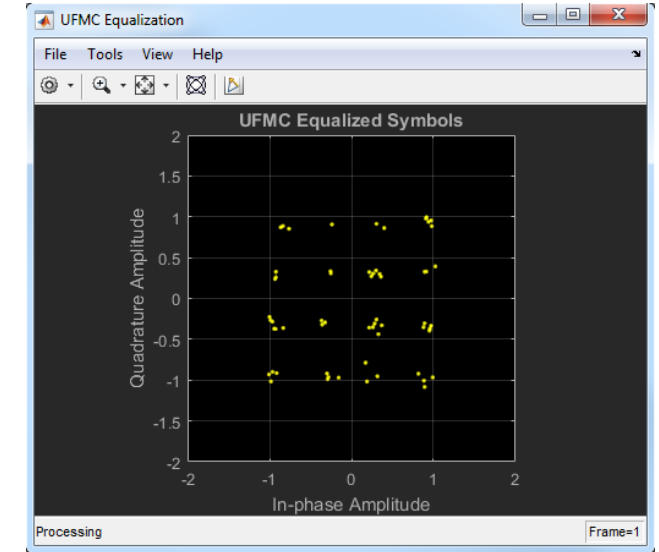 UFMC Equalization
File Tools View Help
UFMC Equalized Symbols
2
1.5
1
0.5
0
-0.5
-1
-1.5
-2
Quadrature Amplitude
-2 -1 0 1 2
In-phase Amplitude
Processing Frame=1